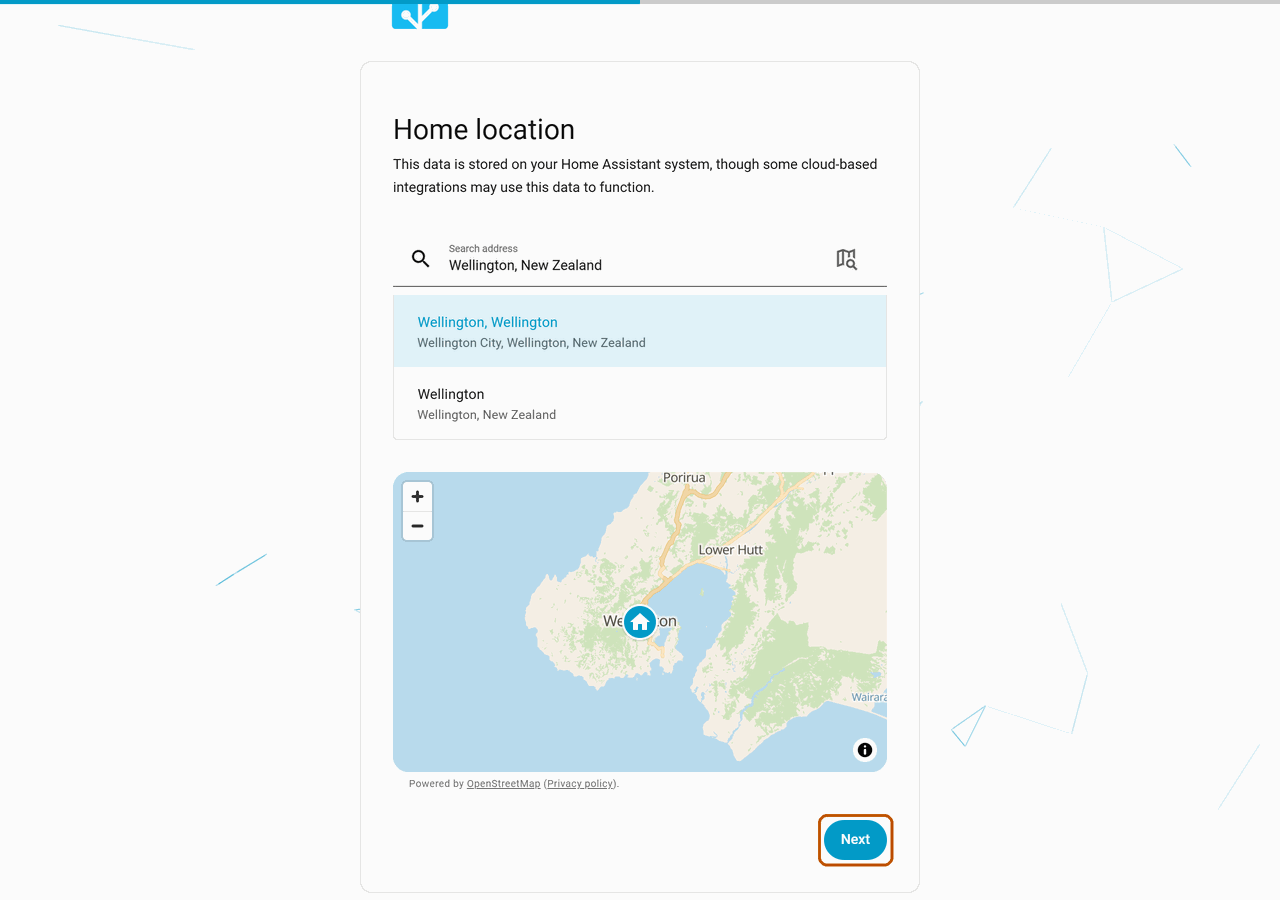 Home location
This data is stored on your Home Assistant system, though some cloud-based
integrations may use this data to function.
Search address
Wellington, New Zealand
Wellington, Wellington
Wellington City, Wellington, New Zealand
Wellington
Wellington, New Zealand
Porirua
Lower Hutt
Powered by OpenStreetMap (Privacy policy).
Next